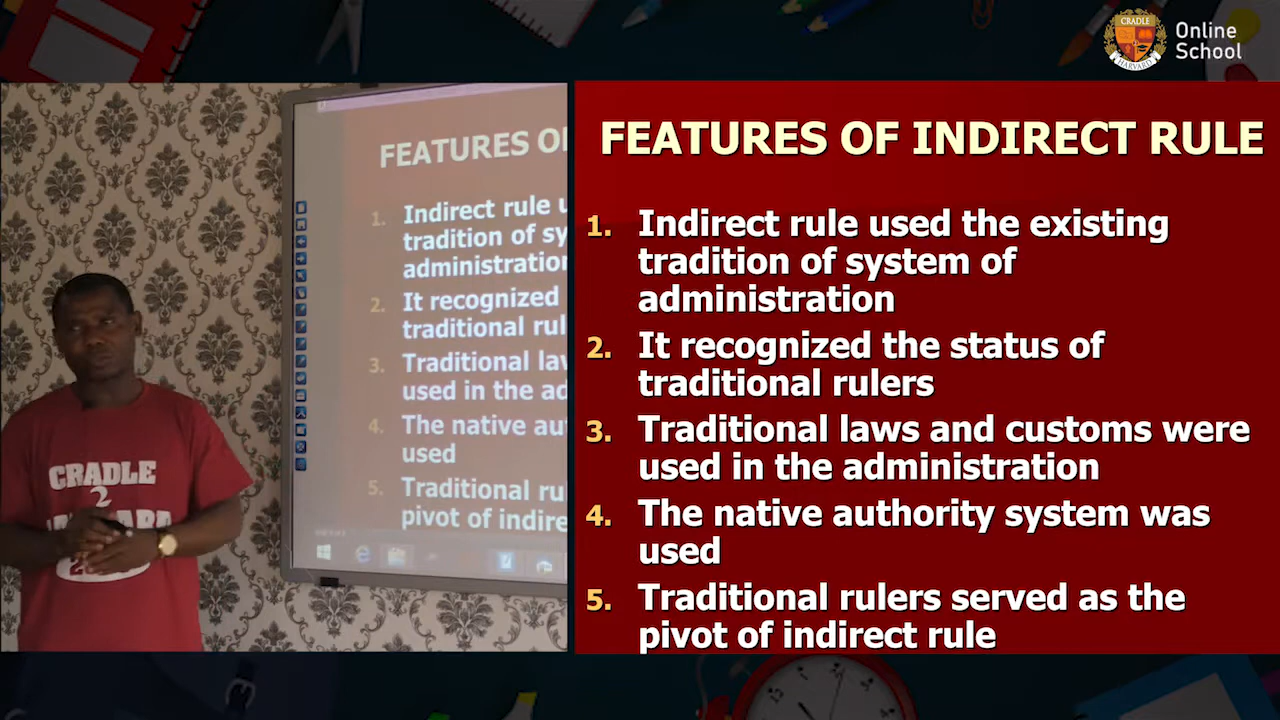 CRADLE
HARVARD
Online
School
FEATURES OF INDIRECT RULE
1. Indirect rule used the existing
tradition of system of
administration
2. It recognized the status of
traditional rulers
3. Traditional laws and customs were
used in the administration
4. The native authority system was
used
5. Traditional rulers served as the
pivot of indirect rule
FEATURES O
1. Indirect rule u
tradition of sy
administration
2. It recognized
traditional rul
3. Traditional la
used in the ad
4. The native au
used
5. Traditional ru
pivot of indire
CRADLE
2